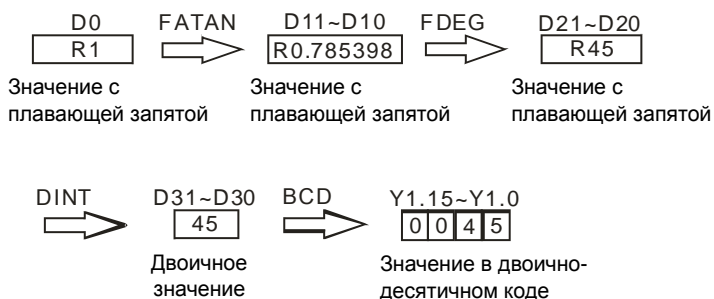 D0 FATAN D11~D10 FDEG D21~D20
R1 R0.785398 R45
Значение с Значение с Значение с
плавающей запятой плавающей запятой плавающей запятой
DINT D31~D30 BCD Y1.15~Y1.0
45 0 0 4 5
Двоичное Значение в двоично-
значение десятичном коде